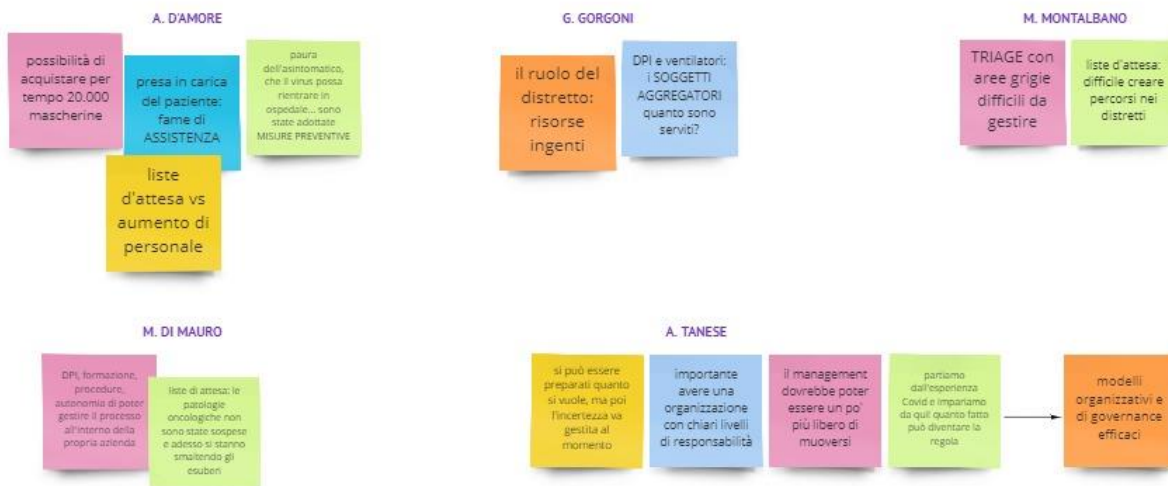 A. D'AMORE
possibilità di
acquistare per
tempo 20.000
mascherine
presa in carica
del paziente:
fame di
ASSISTENZA
paura
dell'asintomatico,
che il virus possa
rientrare in
ospedale... sono
state adottate
MISURE PREVENTIVE
liste
d'attesa vs
aumento di
personale
G. GORGONI
il ruolo del
distretto:
risorse
ingenti
DPI e ventilatori:
i SOGGETTI
AGGREGATORI
quanto sono
serviti?
M. MONTALBANO
TRIAGE con
aree grigie
difficili da
gestire
liste d'attesa:
difficile creare
percorsi nei
distretti
M. DI MAURO
DPI, formazione,
procedure,
autonomia di poter
gestire il processo
all'interno della
propria azienda
liste di attesa: le
patologie
oncologiche non
sono state sospese
e adesso si stanno
smaltendo gli
esuberi
A. TANESE
si può essere
preparati quanto
si vuole, ma poi
l'incertezza va
gestita al
momento
importante
avere una
organizzazione
con chiari livelli
di responsabilità
il management
dovrebbe poter
essere un po'
più libero di
muoversi
partiamo
dall'esperienza
Covid e impariamo
da qui! quanto fatto
può diventare la
regola
modelli
organizzativi e
di governance
efficaci